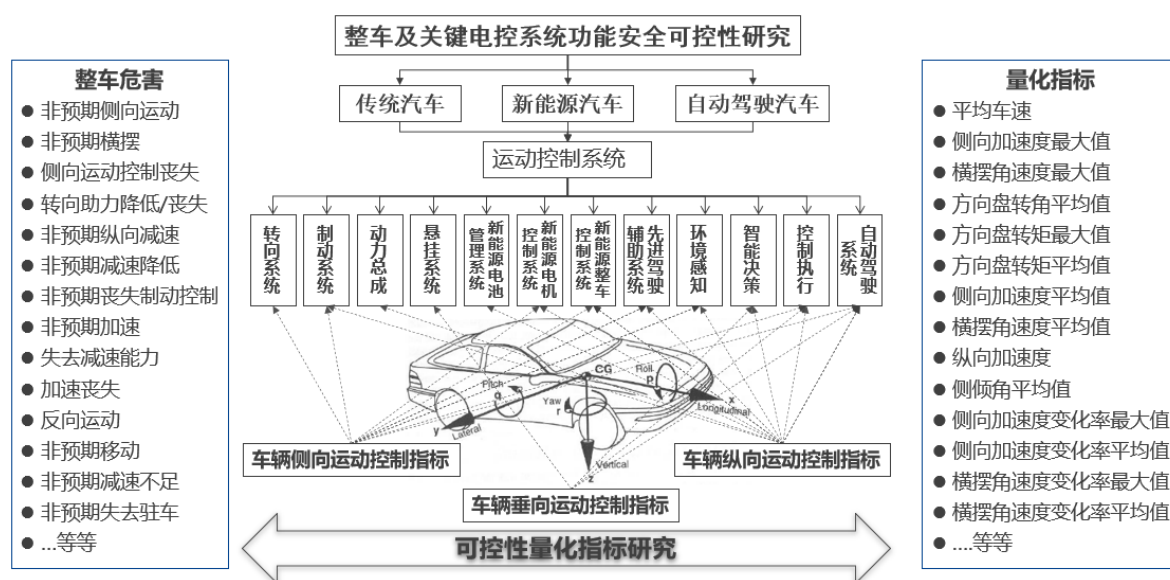 整车及关键电控系统功能安全可控性研究
传统汽车
新能源汽车
自动驾驶汽车
运动控制系统
整车危害
● 非预期侧向运动
● 非预期横摆
● 侧向运动控制丧失
● 转向助力降低/丧失
● 非预期纵向减速
● 非预期减速降低
● 非预期丧失制动控制
● 非预期加速
● 失去减速能力
● 加速丧失
● 反向运动
● 非预期移动
● 非预期减速不足
● 非预期失去驻车
● ...等等
转向系统
制动系统
动力总成
悬挂系统
新能源电池
管理系统
新能源电机
控制系统
新能源整车
控制系统
先进驾驶
辅助系统
环境感知
智能决策
控制执行
自动驾驶
系统
CG
Pitch
q
Roll
p
Yaw
r
x
Longitudinal
y
Lateral
Vertical
z
车辆侧向运动控制指标
车辆纵向运动控制指标
车辆垂向运动控制指标
可控性量化指标研究
量化指标
● 平均车速
● 侧向加速度最大值
● 横摆角速度最大值
● 方向盘转角平均值
● 方向盘转矩最大值
● 方向盘转矩平均值
● 侧向加速度平均值
● 横摆角速度平均值
● 纵向加速度
● 侧倾角平均值
● 侧向加速度变化率最大值
● 侧向加速度变化率平均值
● 横摆角速度变化率最大值
● 横摆角速度变化率平均值
● ....等等